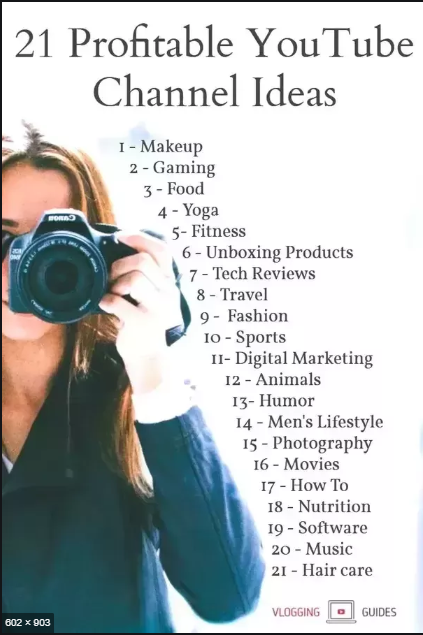 21 Profitable YouTube
Channel Ideas
1 - Makeup
2 - Gaming
3 - Food
4 - Yoga
5- Fitness
6 - Unboxing Products
7 - Tech Reviews
8 - Travel
9 - Fashion
10 - Sports
11- Digital Marketing
12 - Animals
13- Humor
14 - Men's Lifestyle
15 - Photography
16 - Movies
17 - How To
18 - Nutrition
19 - Software
20 - Music
21 - Hair care
VLOGGING GUIDES
602 × 903